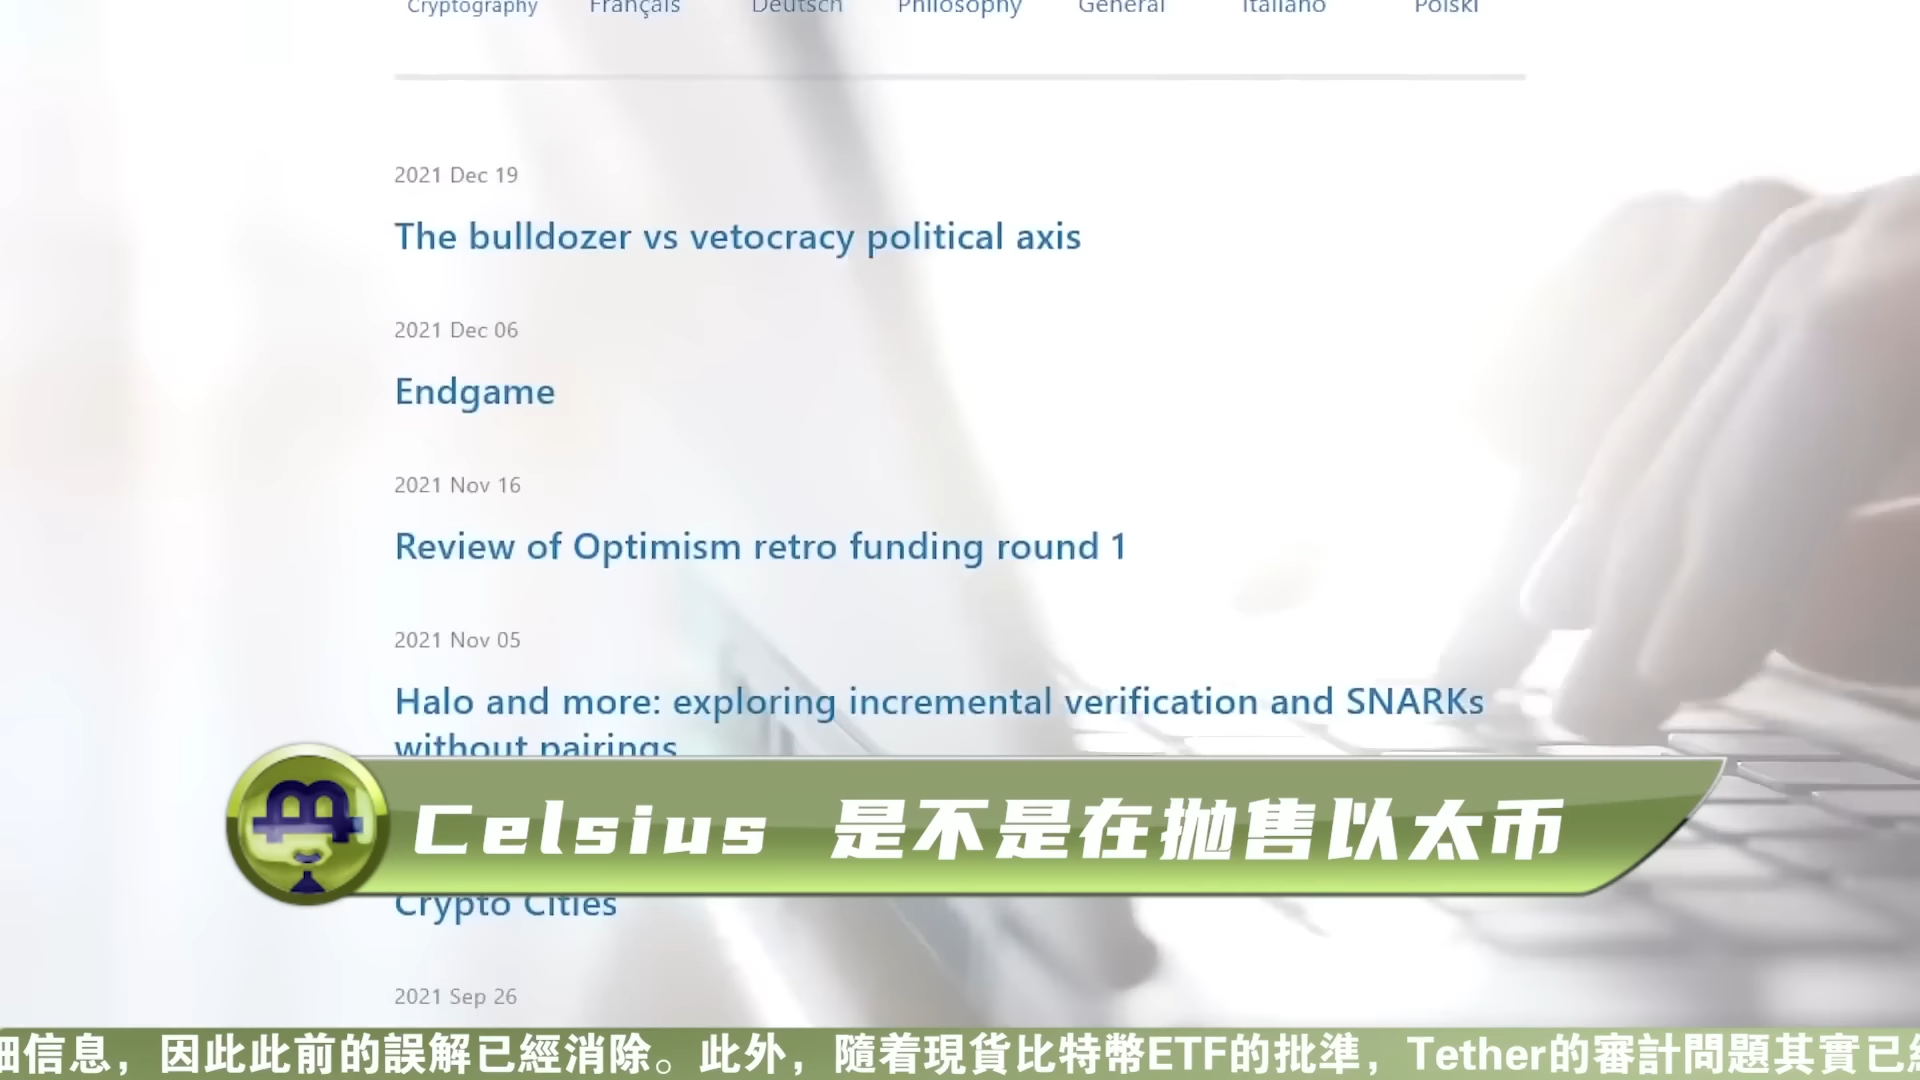 Cryptography Français Deutsch Philosophy General Italiano Polski
2021 Dec 19
The bulldozer vs vetocracy political axis
2021 Dec 06
Endgame
2021 Nov 16
Review of Optimism retro funding round 1
2021 Nov 05
Halo and more: exploring incremental verification and SNARKs
without pairings
Celsius 是不是在抛售以太币
Crypto Cities
2021 Sep 26
信息，因此此前的誤解已經消除。此外，隨着現貨比特幣ETF的批準，Tether的審計問題其實已